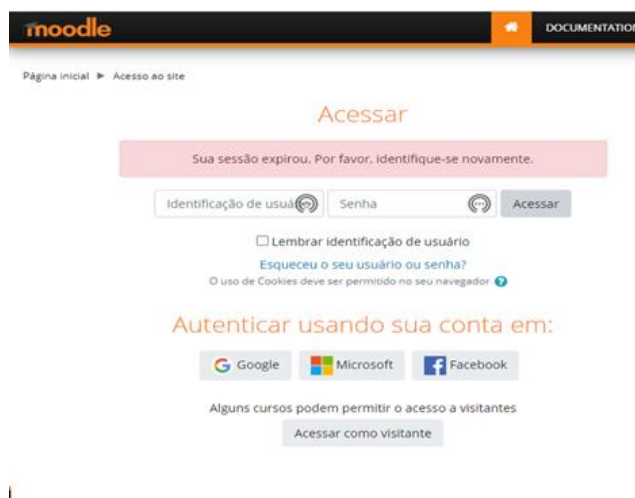 moodle
DOCUMENTATION
Página inicial ► Acesso ao site
Acessar
Sua sessão expirou. Por favor, identifique-se novamente.
Identificação de usuá Senha Acessar
Lembrar identificação de usuário
Esqueceu o seu usuário ou senha?
O uso de Cookies deve ser permitido no seu navegador
Autenticar usando sua conta em:
Google Microsoft Facebook
Alguns cursos podem permitir o acesso a visitantes
Acessar como visitante